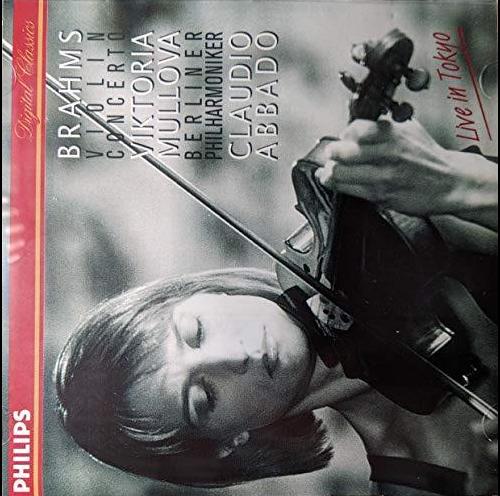 PHILIPS
Digital Classics
BRAHMS
VIOLIN
CONCERTO
VIKTORIA
MULLOVA
BERLINER
PHILHARMONIKER
CLAUDIO
ABBADO
Live in Tokyo